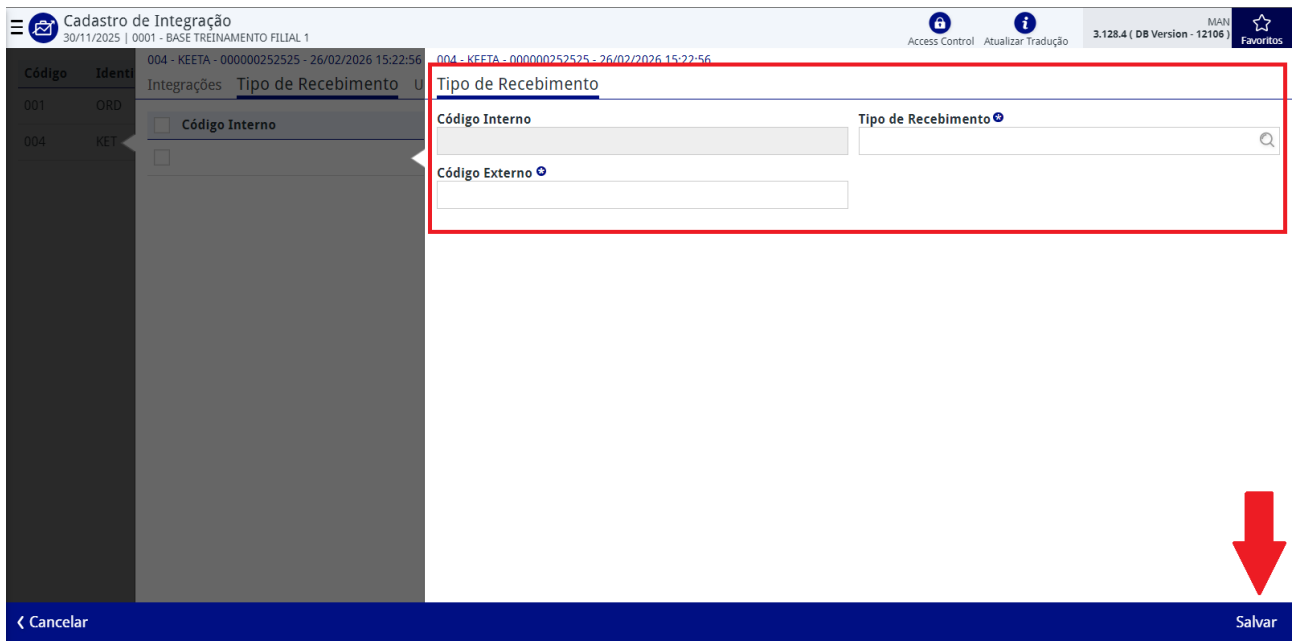 Cadastro de Integração
30/11/2025 | 0001 - BASE TREINAMENTO FILIAL 1
Access Control
Atualizar Tradução
MAN
3.128.4 ( DB Version - 12106 )
Favoritos
Código Identi
001 ORD
004 KET
004 - KEETA - 000000252525 - 26/02/2026 15:22:56
Integrações Tipo de Recebimento U
Código Interno
004 - KEETA - 000000252525 - 26/02/2026 15:22:56
Tipo de Recebimento
Código Interno
Tipo de Recebimento
Código Externo
Cancelar
Salvar